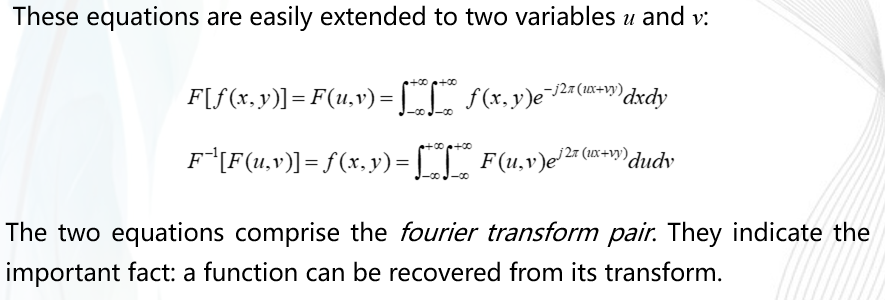 These equations are easily extended to two variables u and v:
F[f(x,y)]=F(u,v)=∫_{-∞}^{+∞}∫_{-∞}^{+∞} f(x,y)e^{-j2π(ux+vy)}dxdy
F^{-1}[F(u,v)]=f(x,y)=∫_{-∞}^{+∞}∫_{-∞}^{+∞} F(u,v)e^{j2π(ux+vy)}dudv
The two equations comprise the fourier transform pair. They indicate the
important fact: a function can be recovered from its transform.